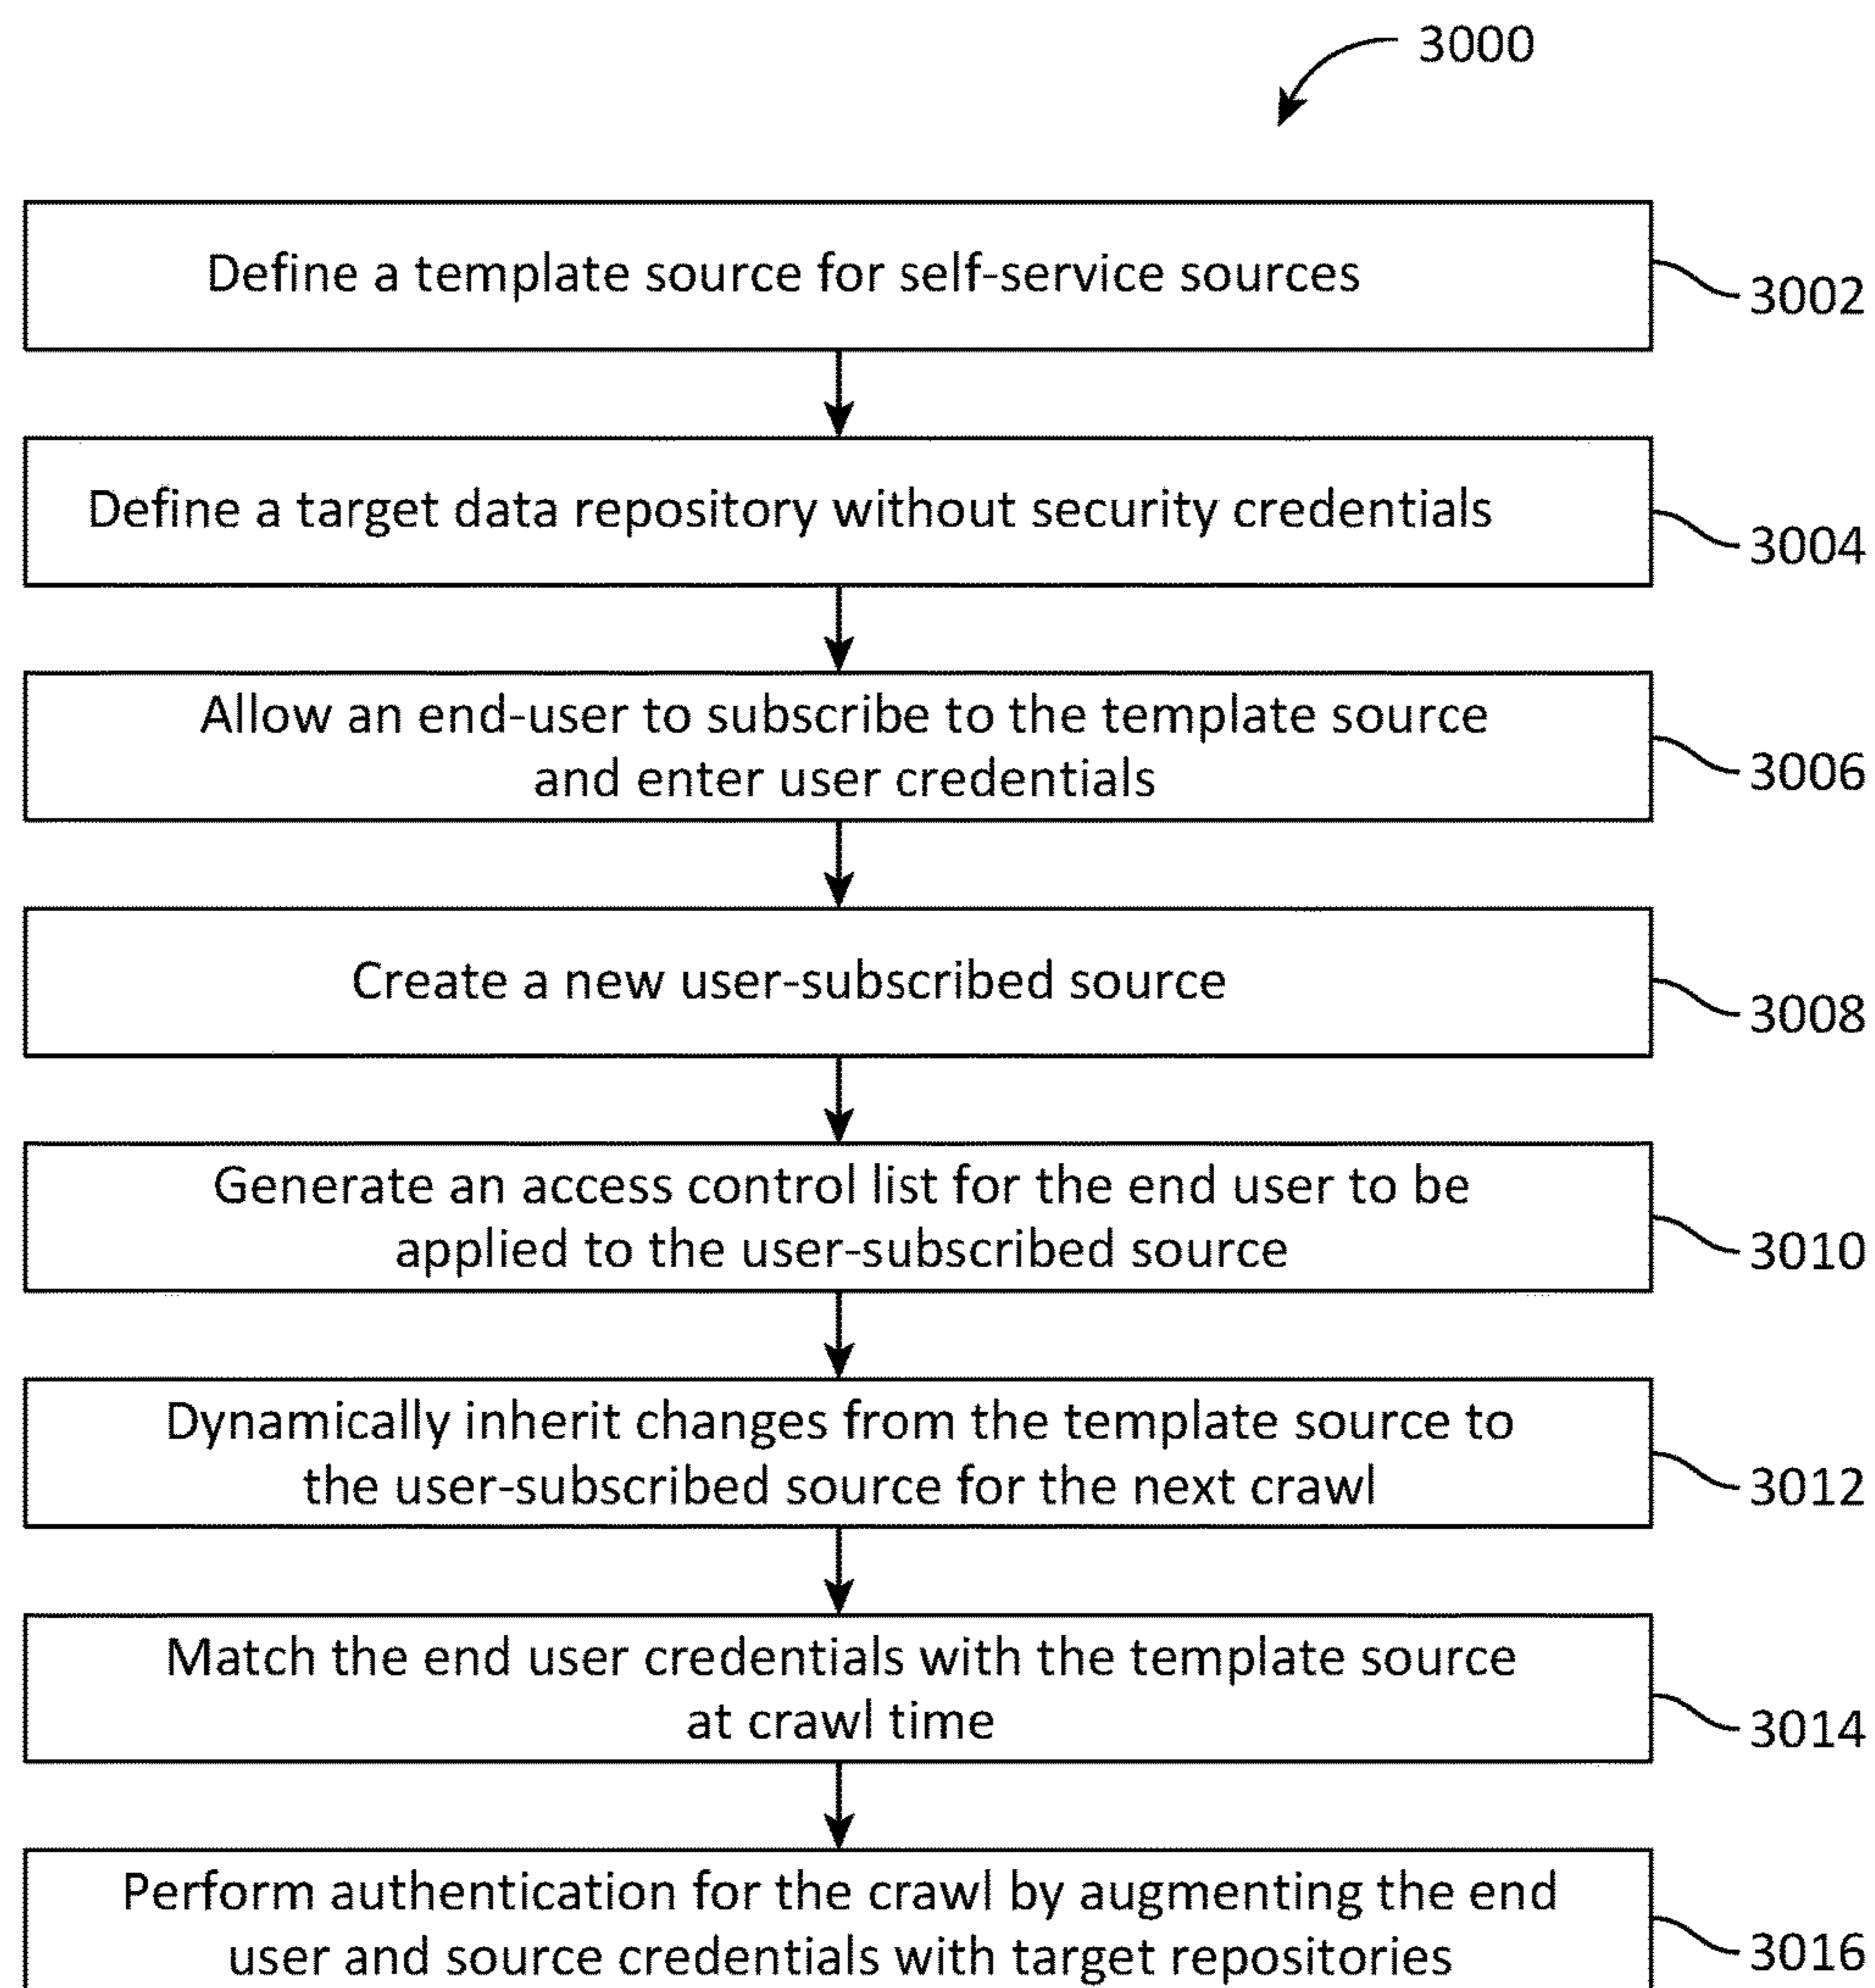 3000
Define a template source for self-service sources
3002
Define a target data repository without security credentials
3004
Allow an end-user to subscribe to the template source
and enter user credentials
3006
Create a new user-subscribed source
3008
Generate an access control list for the end user to be
applied to the user-subscribed source
3010
Dynamically inherit changes from the template source to
the user-subscribed source for the next crawl
3012
Match the end user credentials with the template source
at crawl time
3014
Perform authentication for the crawl by augmenting the end
user and source credentials with target repositories
3016